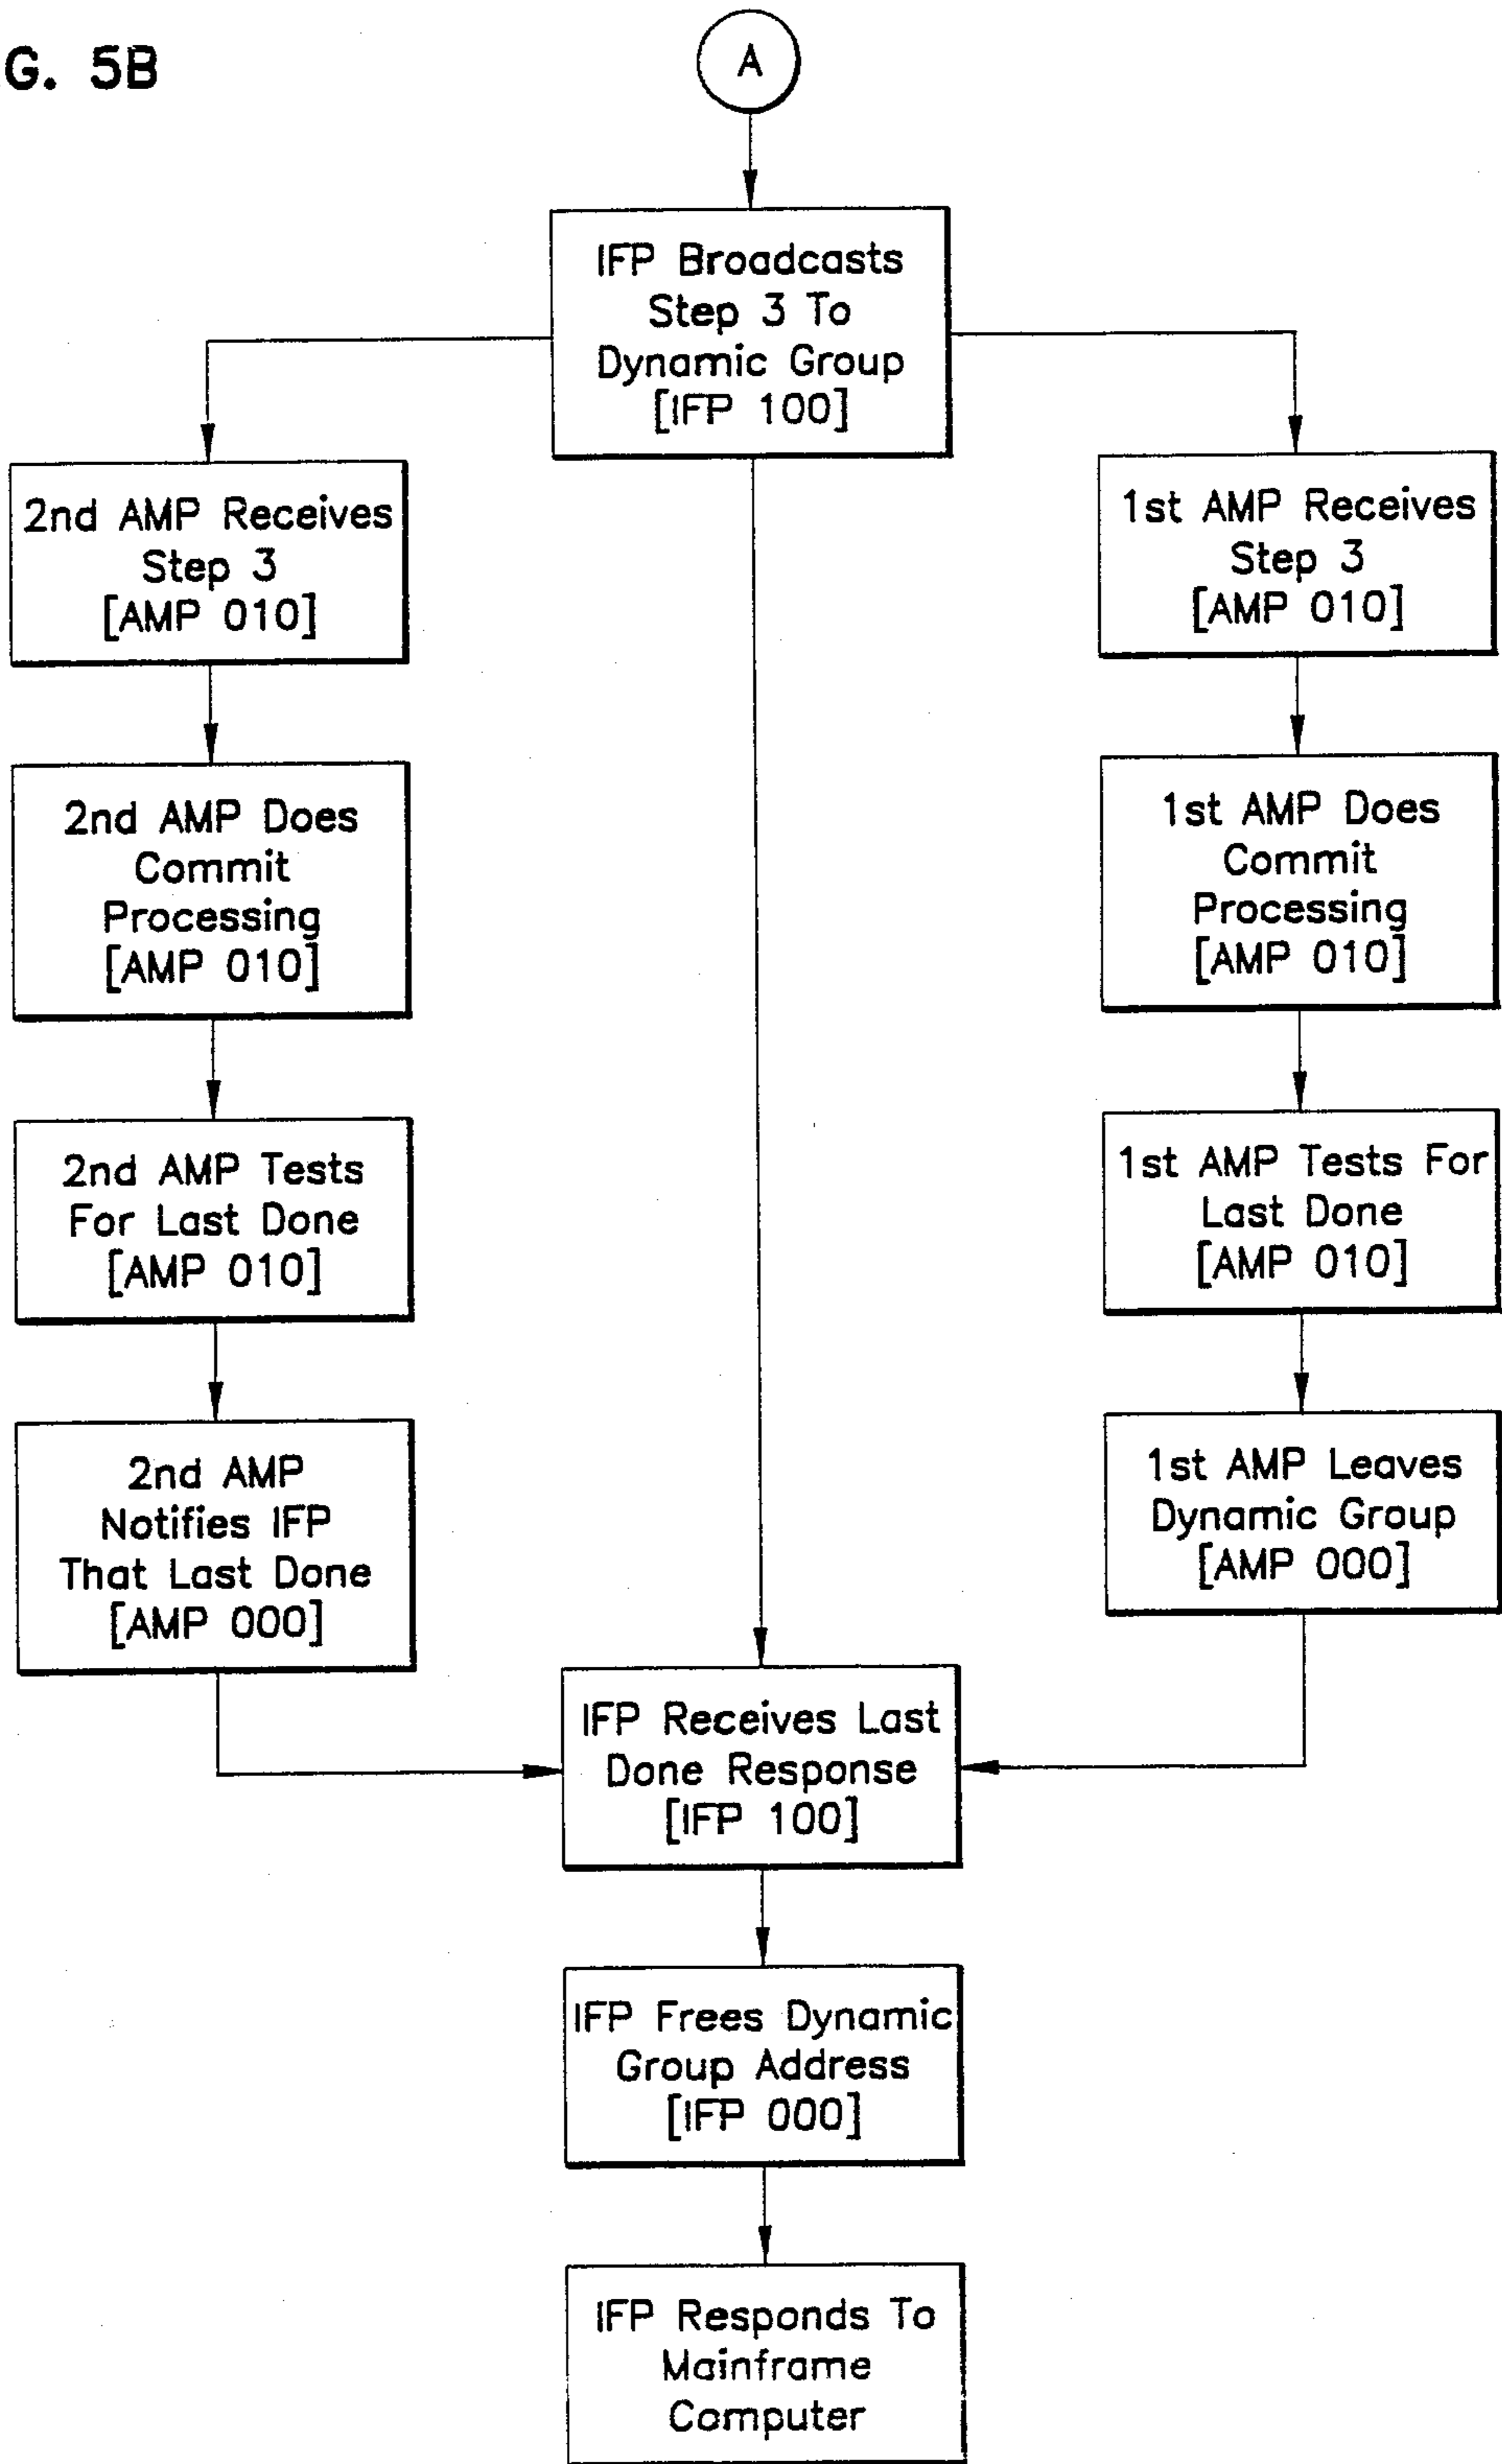 G. 5B
A
IFP Broadcasts
Step 3 To
Dynamic Group
[IFP 100]
2nd AMP Receives
Step 3
[AMP 010]
1st AMP Receives
Step 3
[AMP 010]
2nd AMP Does
Commit
Processing
[AMP 010]
1st AMP Does
Commit
Processing
[AMP 010]
2nd AMP Tests
For Last Done
[AMP 010]
1st AMP Tests For
Last Done
[AMP 010]
2nd AMP
Notifies IFP
That Last Done
[AMP 000]
1st AMP Leaves
Dynamic Group
[AMP 000]
IFP Receives Last
Done Response
[IFP 100]
IFP Frees Dynamic
Group Address
[IFP 000]
IFP Responds To
Mainframe
Computer